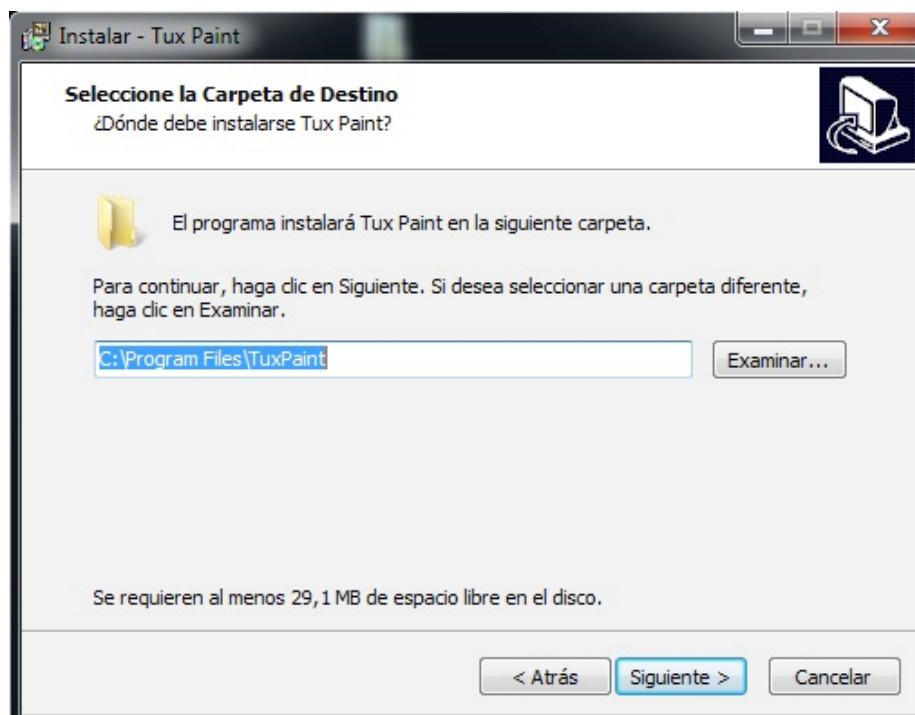 Instalar - Tux Paint
Seleccione la Carpeta de Destino
¿Dónde debe instalarse Tux Paint?
El programa instalará Tux Paint en la siguiente carpeta.
Para continuar, haga clic en Siguiente. Si desea seleccionar una carpeta diferente,
haga clic en Examinar.
C:\Program Files\TuxPaint
Examinar...
Se requieren al menos 29,1 MB de espacio libre en el disco.
< Atrás
Siguiente >
Cancelar